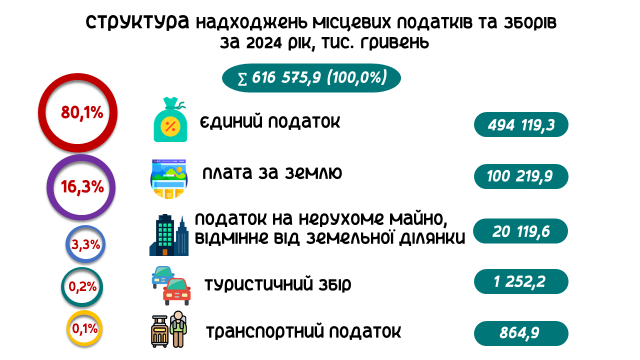 Структура надходжень місцевих податків та зборів
за 2024 рік, тис. гривень
∑ 616 575,9 (100,0%)
80,1%
єдиний податок
494 119,3
16,3%
плата за землю
100 219,9
3,3%
податок на нерухоме майно,
відмінне від земельної ділянки
20 119,6
0,2%
туристичний збір
1 252,2
0,1%
транспортний податок
864,9